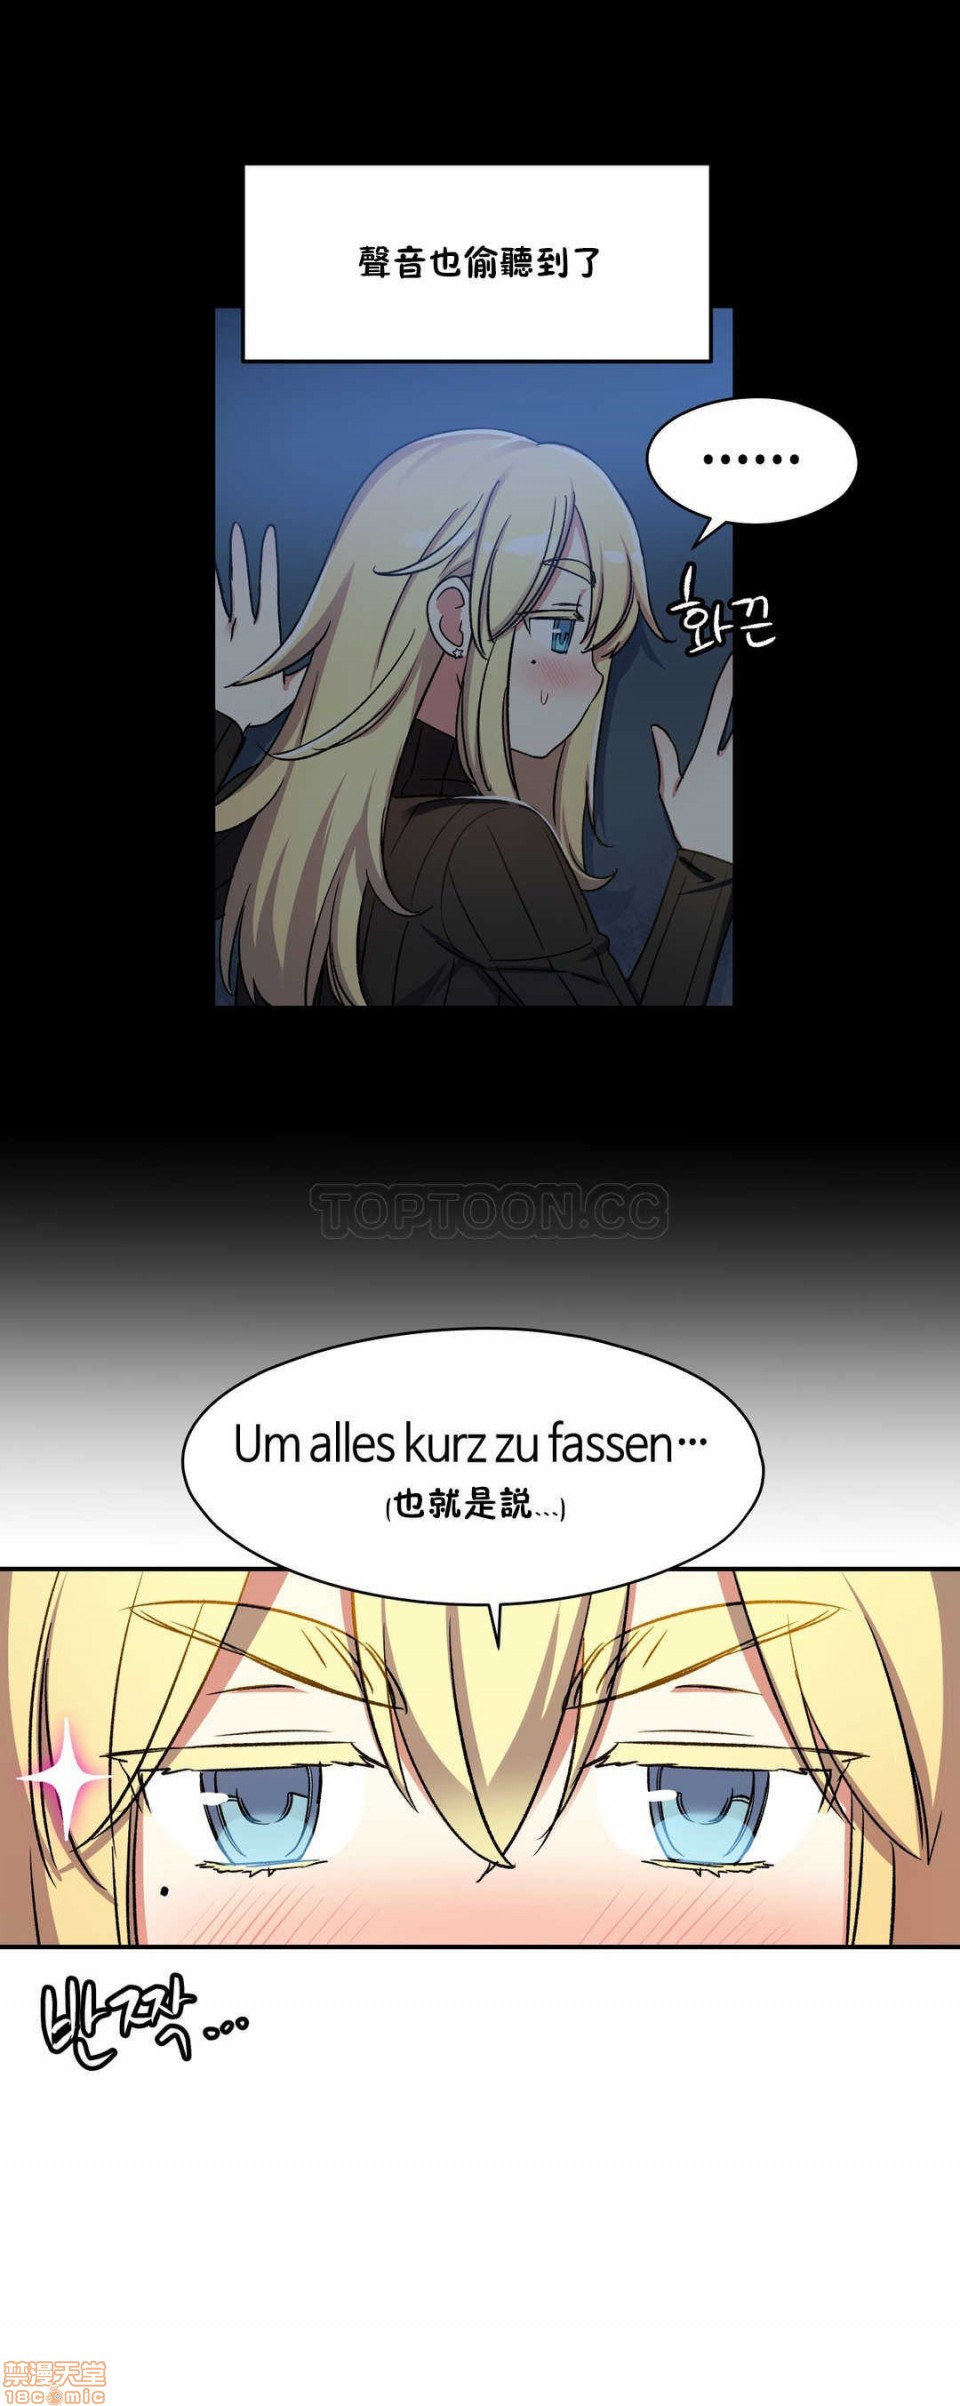 聲音也偷聽到了
······
화끈
TOPTOON.CC
Um alles kurz zu fassen···
(也就是説...)
반짝...
禁漫天堂
18comic